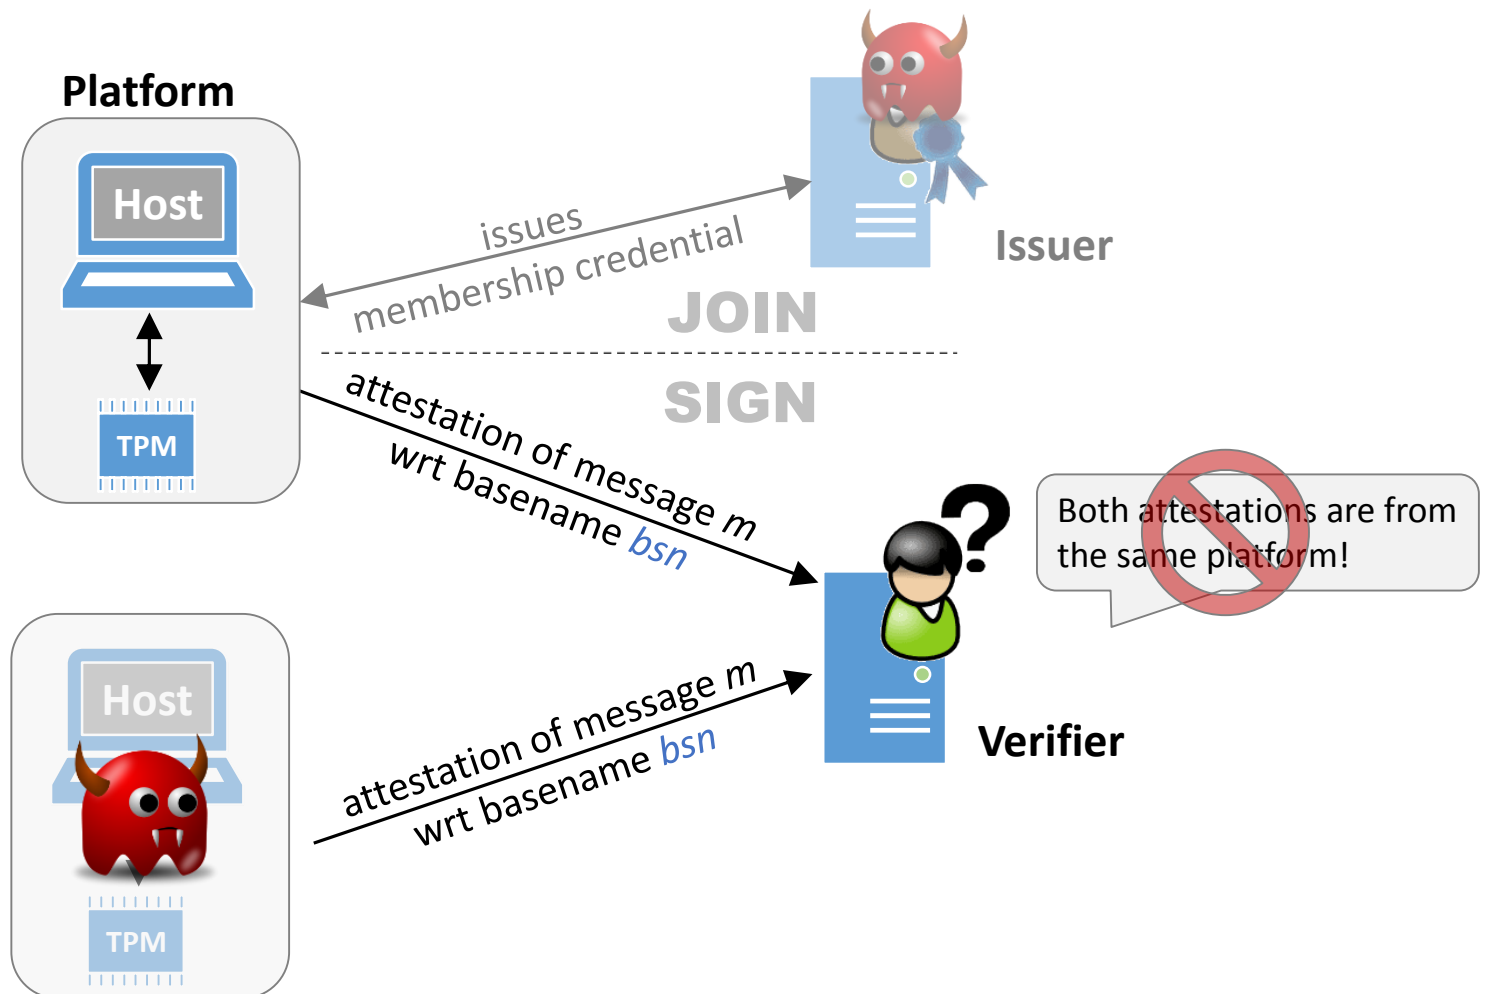 Platform
Host
TPM
issues
membership credential
Issuer
JOIN
SIGN
attestation of message m
wrt basename bsn
?
Both attestations are from
the same platform!
Verifier
Host
TPM
attestation of message m
wrt basename bsn